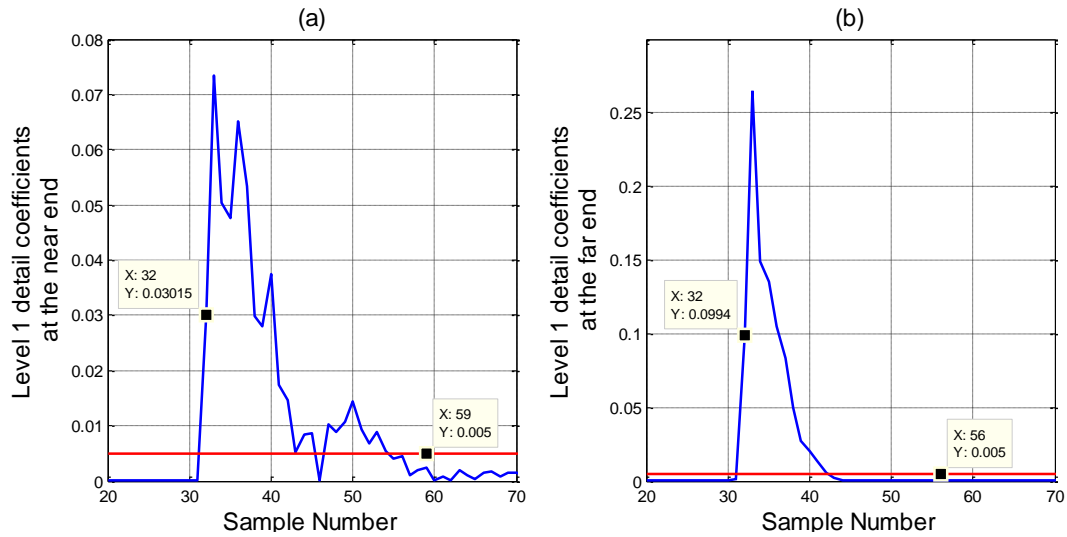 (a)
Level 1 detail coefficients
at the near end
0.08
0.07
0.06
0.05
0.04
0.03
0.02
0.01
0
X: 32
Y: 0.03015
X: 59
Y: 0.005
20
30
40
50
60
70
Sample Number
(b)
Level 1 detail coefficients
at the far end
0.25
0.2
0.15
0.1
0.05
0
X: 32
Y: 0.0994
X: 56
Y: 0.005
20
30
40
50
60
70
Sample Number